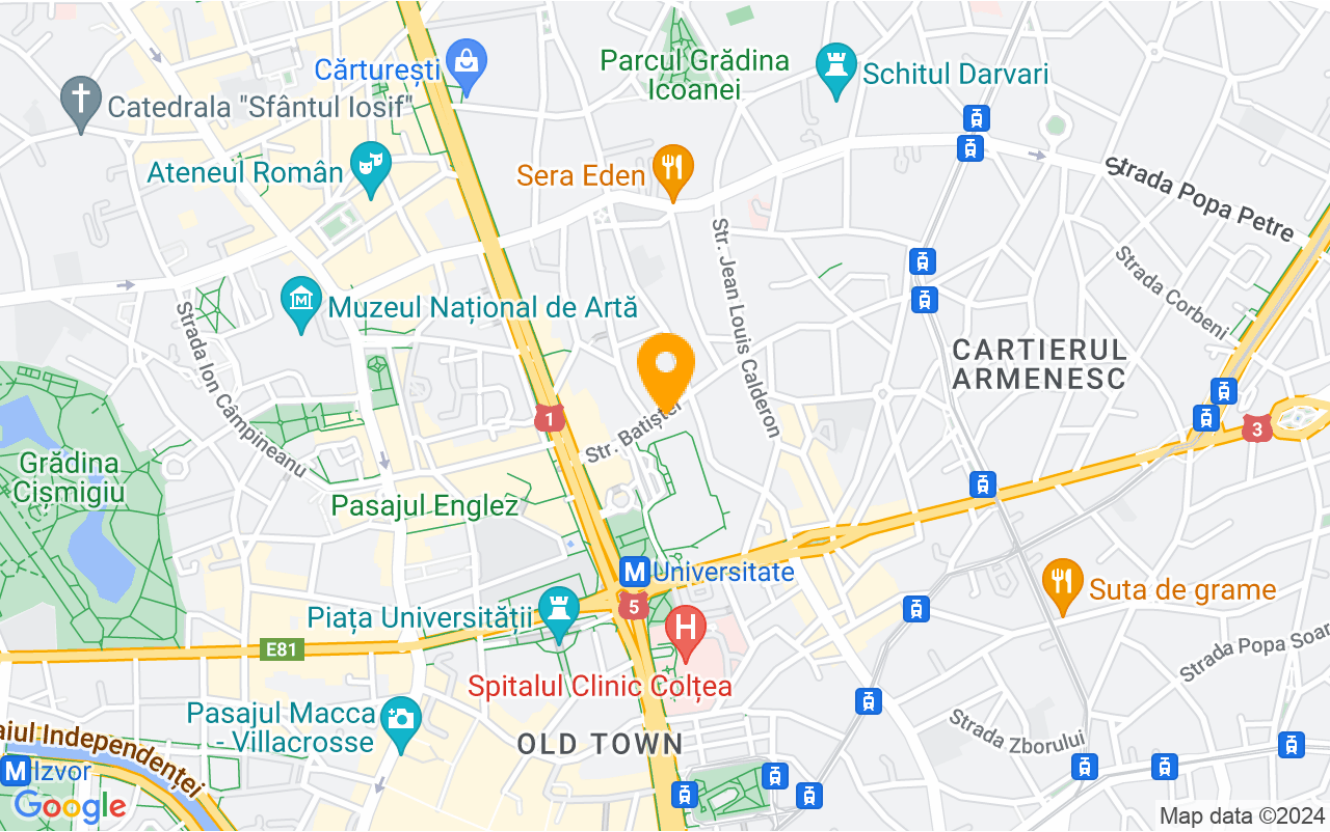 Cărturești
Parcul Grădina
Icoanei
Schitul Darvari
Catedrala "Sfântul Iosif"
Ateneul Român
Sera Eden
Strada Popa Petre
Str. Jean Louis Calderon
Strada Corbeni
Muzeul Național de Artă
Strada Ion Câmpineanu
CARTIERUL
ARMENESC
1
Str. Batiștei
3
Grădina
Cișmigiu
Pasajul Englez
M Universitate
Suta de grame
5
Piața Universității
H
E81
Strada Popa Soar
Spitalul Clinic Colțea
Pasajul Macca
- Villacrosse
OLD TOWN
Strada Zborului
aiul Independenței
M Izvor
Google
Map data ©2024